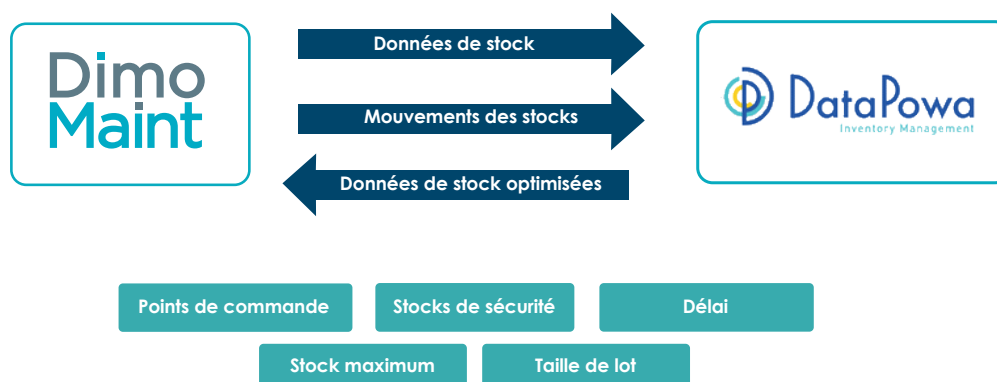 Dimo
Maint
Données de stock
Mouvements des stocks
Données de stock optimisées
DataPowa
Inventory Management
Points de commande
Stocks de sécurité
Délai
Stock maximum
Taille de lot